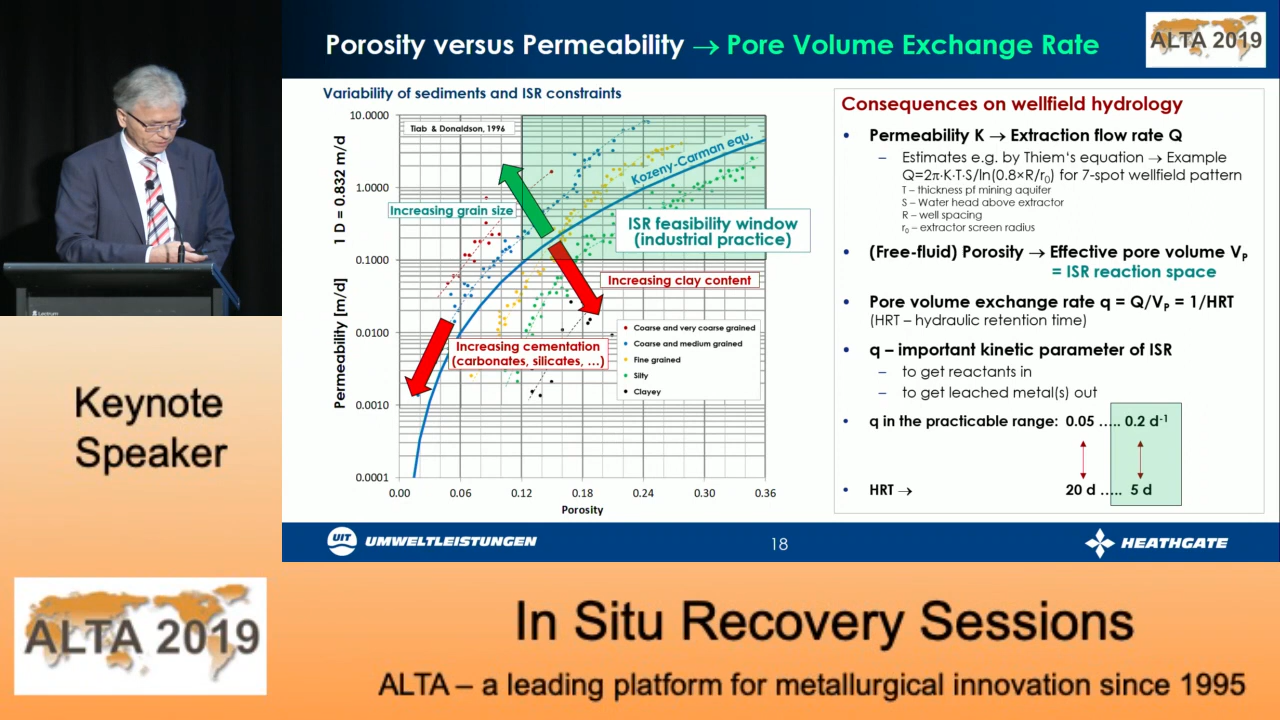 Porosity versus Permeability → Pore Volume Exchange Rate
ALTA 2019
Variability of sediments and ISR constraints
1 D = 0.832 m/d
Permeability [m/d]
10.0000
1.0000
0.1000
0.0100
0.0010
0.0001
Tiab & Donaldson, 1996
Kozeny-Carman equ.
Increasing grain size
ISR feasibility window
(industrial practice)
Increasing clay content
Increasing cementation
(carbonates, silicates, ...)
Coarse and very coarse grained
Coarse and medium grained
Fine grained
Silty
Clayey
0.00 0.06 0.12 0.18 0.24 0.30 0.36
Porosity
Consequences on wellfield hydrology
• Permeability K → Extraction flow rate Q
– Estimates e.g. by Thiem's equation → Example
Q=2π·K·T·S/ln(0.8×R/r0) for 7-spot wellfield pattern
T – thickness pf mining aquifer
S – Water head above extractor
R – well spacing
r0 – extractor screen radius
• (Free-fluid) Porosity → Effective pore volume VP
= ISR reaction space
• Pore volume exchange rate q = Q/VP = 1/HRT
(HRT – hydraulic retention time)
• q – important kinetic parameter of ISR
– to get reactants in
– to get leached metal(s) out
• q in the practicable range: 0.05 ..... 0.2 d-1
• HRT → 20 d ..... 5 d
UIT UMWELTLEISTUNGEN
18
HEATHGATE
Lectrum
Keynote
Speaker
ALTA 2019
In Situ Recovery Sessions
ALTA – a leading platform for metallurgical innovation since 1995